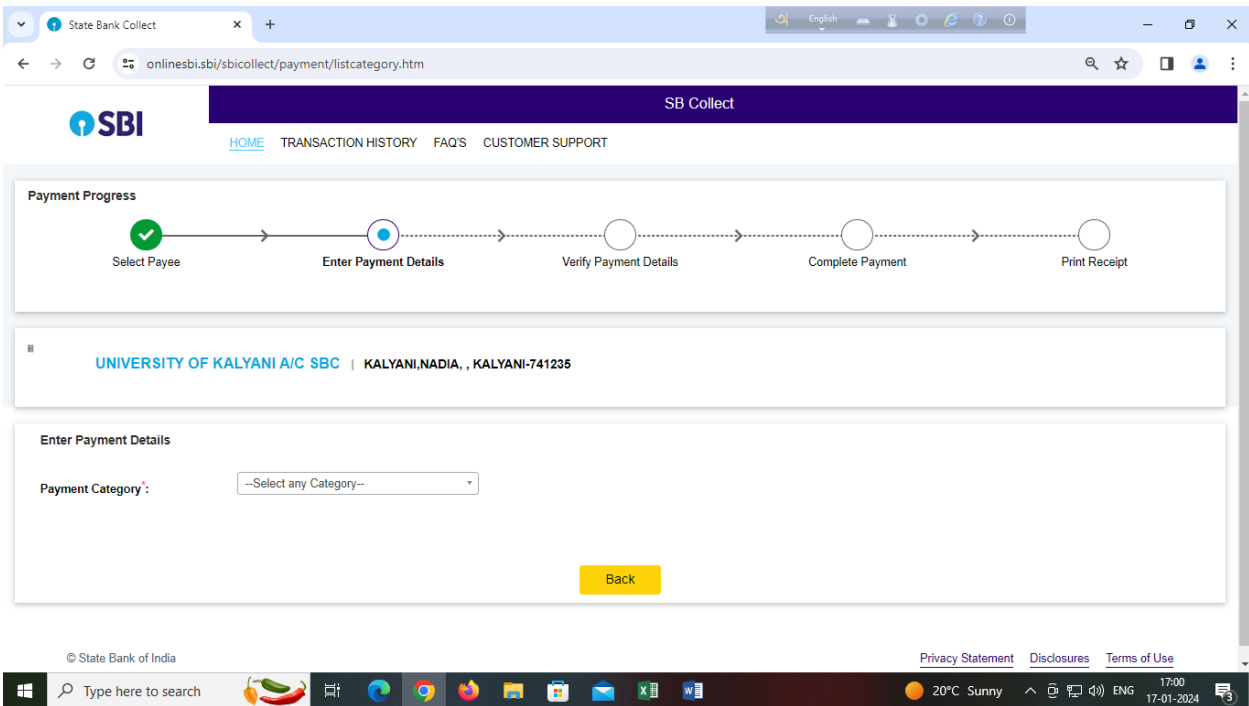 State Bank Collect
English
onlinesbi.sbi/sbicollect/payment/listcategory.htm
SBI
SB Collect
HOME TRANSACTION HISTORY FAQ'S CUSTOMER SUPPORT
Payment Progress
Select Payee Enter Payment Details Verify Payment Details Complete Payment Print Receipt
UNIVERSITY OF KALYANI A/C SBC | KALYANI,NADIA, , KALYANI-741235
Enter Payment Details
Payment Category*: --Select any Category--
Back
© State Bank of India Privacy Statement Disclosures Terms of Use
Type here to search 20°C Sunny ENG 17:00
17-01-2024 3